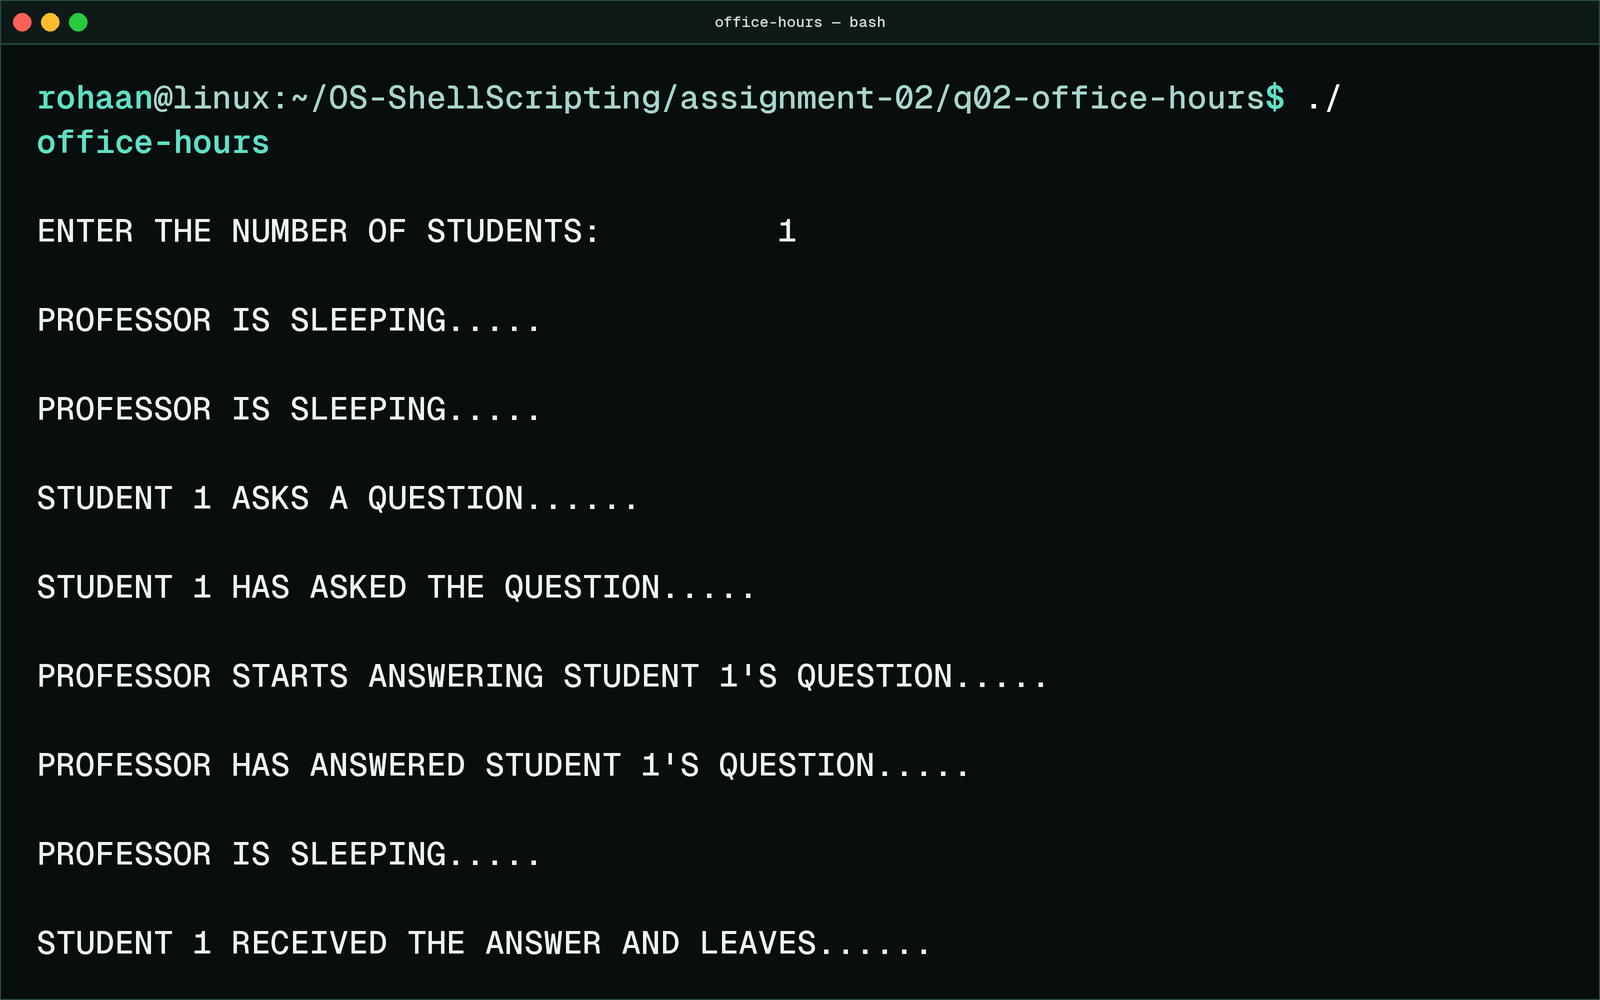 office-hours — bash
rohaan@linux:~/OS-ShellScripting/assignment-02/q02-office-hours$ ./
office-hours
ENTER THE NUMBER OF STUDENTS: 1
PROFESSOR IS SLEEPING.....
PROFESSOR IS SLEEPING.....
STUDENT 1 ASKS A QUESTION......
STUDENT 1 HAS ASKED THE QUESTION.....
PROFESSOR STARTS ANSWERING STUDENT 1'S QUESTION.....
PROFESSOR HAS ANSWERED STUDENT 1'S QUESTION.....
PROFESSOR IS SLEEPING.....
STUDENT 1 RECEIVED THE ANSWER AND LEAVES......